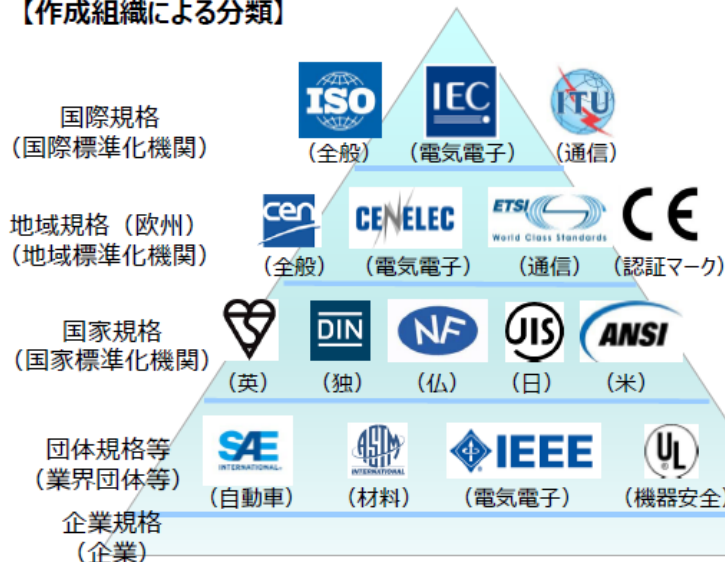 【作成組織による分類】
国際規格
（国際標準化機関）
ISO
IEC
ITU
（全般）
（電気電子）
（通信）
地域規格（欧州）
（地域標準化機関）
cen
CENELEC
ETSI
World Class Standards
CE
（全般）
（電気電子）
（通信）
（認証マーク）
国家規格
（国家標準化機関）
DIN
NF
JIS
ANSI
（英）
（独）
（仏）
（日）
（米）
団体規格等
（業界団体等）
SAE
INTERNATIONAL
ASTM
INTERNATIONAL
IEEE
UL
®
（自動車）
（材料）
（電気電子）
（機器安全）
企業規格
（企業）